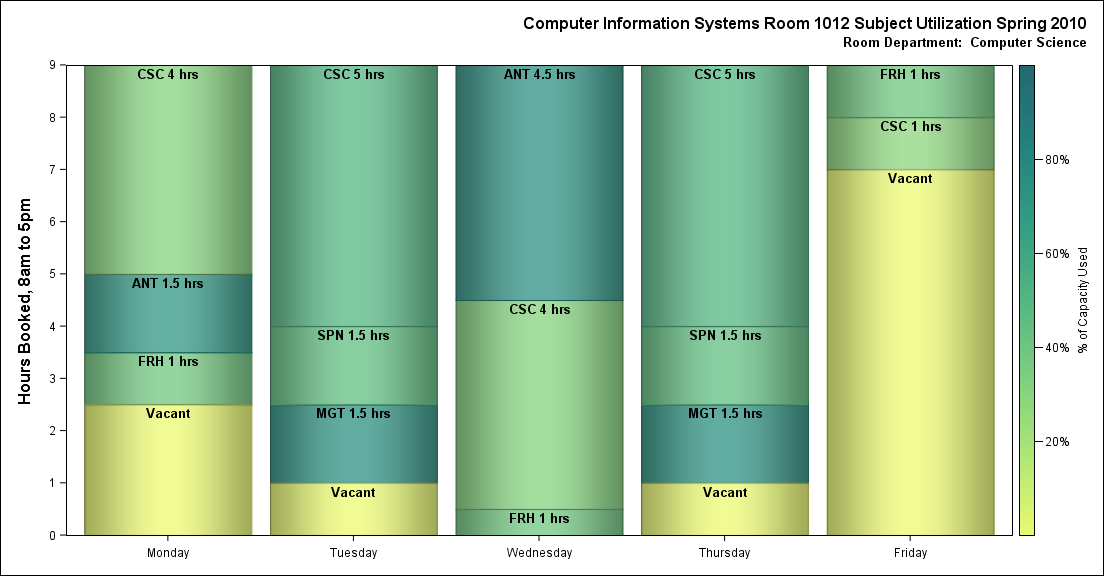 Computer Information Systems Room 1012 Subject Utilization Spring 2010
Room Department: Computer Science
Hours Booked, 8am to 5pm
9
8
7
6
5
4
3
2
1
0
CSC 4 hrs
ANT 1.5 hrs
FRH 1 hrs
Vacant
Monday
CSC 5 hrs
SPN 1.5 hrs
MGT 1.5 hrs
Vacant
Tuesday
ANT 4.5 hrs
CSC 4 hrs
FRH 1 hrs
Wednesday
CSC 5 hrs
SPN 1.5 hrs
MGT 1.5 hrs
Vacant
Thursday
FRH 1 hrs
CSC 1 hrs
Vacant
Friday
80%
60%
40%
20%
% of Capacity Used